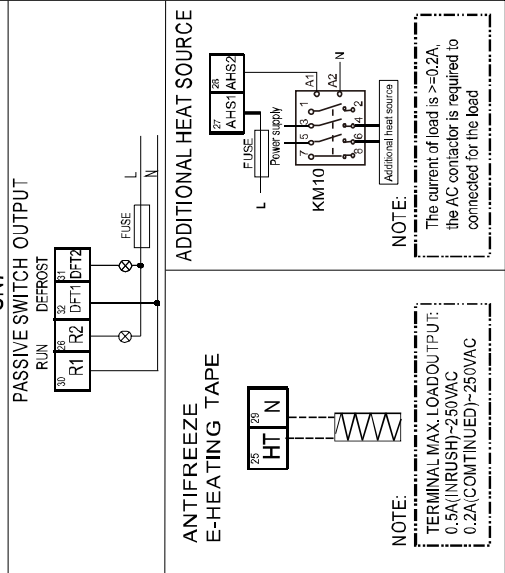 PASSIVE SWITCH OUTPUT
RUN DEFROST
30 26 32 31
R1 R2 DFT1 DFT2
FUSE
L
N
ANTIFREEZE
E-HEATING TAPE
25 29
HT N
NOTE:
TERMINAL MAX. LOADOUTPUT:
0.5A(INRUSH)~250VAC
0.2A(COMTINUED)~250VAC
ADDITIONAL HEAT SOURCE
27 28
AHS1 AHS2
FUSE
L
Power supply
N
A1 A2
7 5 3 1
8 6 4 2
KM10
Additional heat source
NOTE:
The current of load is >=0.2A,
the AC contactor is required to
connected for the load